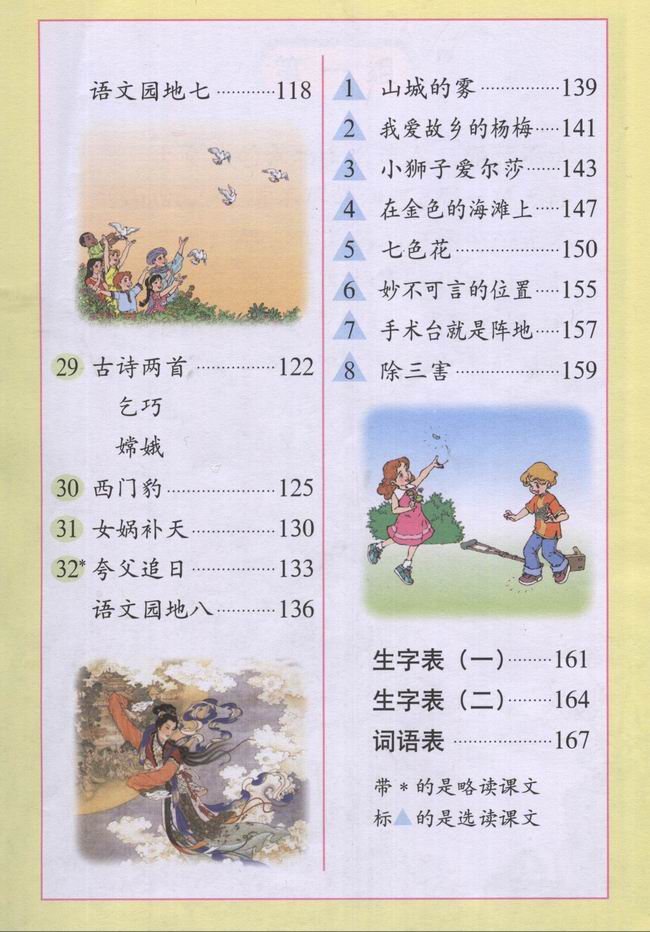 语文园地七…………118
29 古诗两首……………122
乞巧
嫦娥
30 西门豹…………………125
31 女娲补天……………130
32* 夸父追日……………133
语文园地八…………136
1 山城的雾……………139
2 我爱故乡的杨梅……141
3 小狮子爱尔莎……143
4 在金色的海滩上……147
5 七色花…………………150
6 妙不可言的位置……155
7 手术台就是阵地……157
8 除三害…………………159
生字表（一）………161
生字表（二）………164
词语表…………………167
带*的是略读课文
标▲的是选读课文